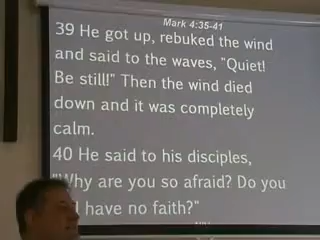 Mark 4:35-41
39 He got up, rebuked the wind
and said to the waves, "Quiet!
Be still!" Then the wind died
down and it was completely
calm.
40 He said to his disciples,
"Why are you so afraid? Do you
have no faith?"